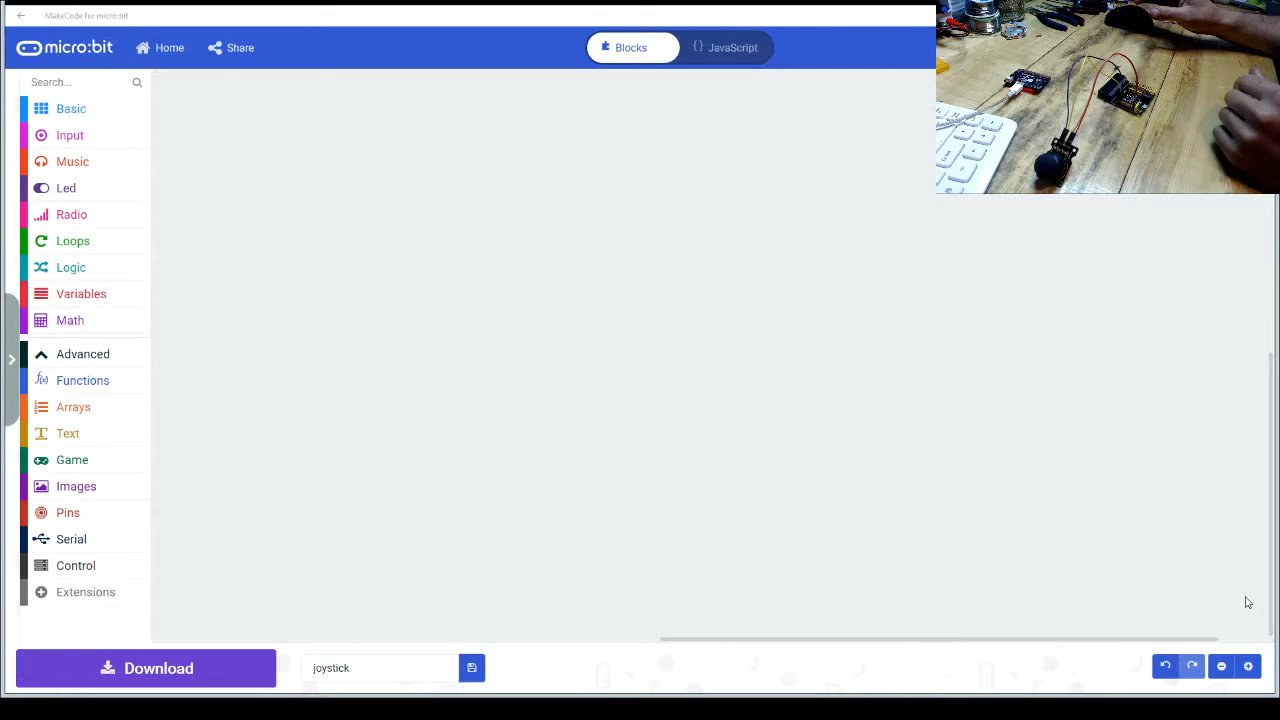 MakeCode for micro:bit
micro:bit
Home
Share
Blocks
{} JavaScript
Search...
Basic
Input
Music
Led
Radio
Loops
Logic
Variables
Math
Advanced
f(x) Functions
Arrays
Text
Game
Images
Pins
Serial
Control
Extensions
Download
joystick